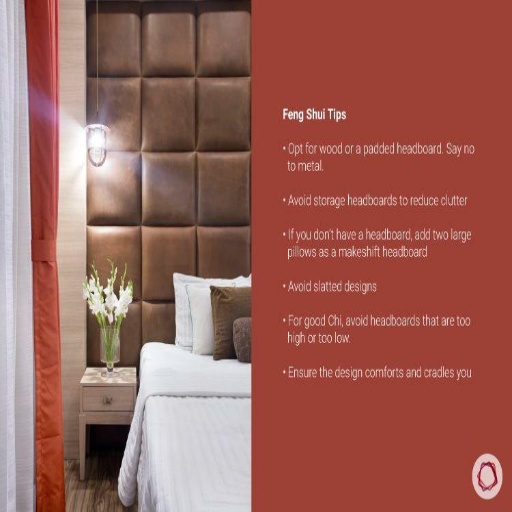 Feng Shui Tips
• Opt for wood or a padded headboard. Say no
to metal.
• Avoid storage headboards to reduce clutter
• If you don't have a headboard, add two large
pillows as a makeshift headboard
• Avoid slatted designs
• For good Chi, avoid headboards that are too
high or too low.
• Ensure the design comforts and cradles you